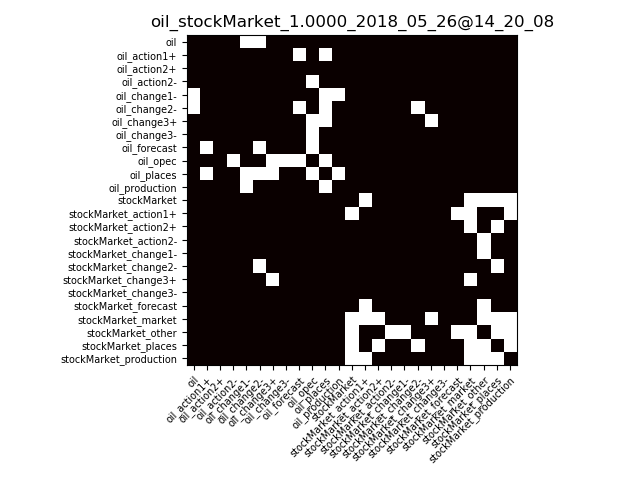 oil_stockMarket_1.0000_2018_05_26@14_20_08
oil
oil_action1+
oil_action2+
oil_action2-
oil_change1-
oil_change2-
oil_change3+
oil_change3-
oil_forecast
oil_opec
oil_places
oil_production
stockMarket
stockMarket_action1+
stockMarket_action2+
stockMarket_action2-
stockMarket_change1-
stockMarket_change2-
stockMarket_change3+
stockMarket_change3-
stockMarket_forecast
stockMarket_market
stockMarket_other
stockMarket_places
stockMarket_production
oil
oil_action1+
oil_action2+
oil_action2-
oil_change1-
oil_change2-
oil_change3+
oil_change3-
oil_forecast
oil_opec
oil_places
oil_production
stockMarket
stockMarket_action1+
stockMarket_action2+
stockMarket_action2-
stockMarket_change1-
stockMarket_change2-
stockMarket_change3+
stockMarket_change3-
stockMarket_forecast
stockMarket_market
stockMarket_other
stockMarket_places
stockMarket_production